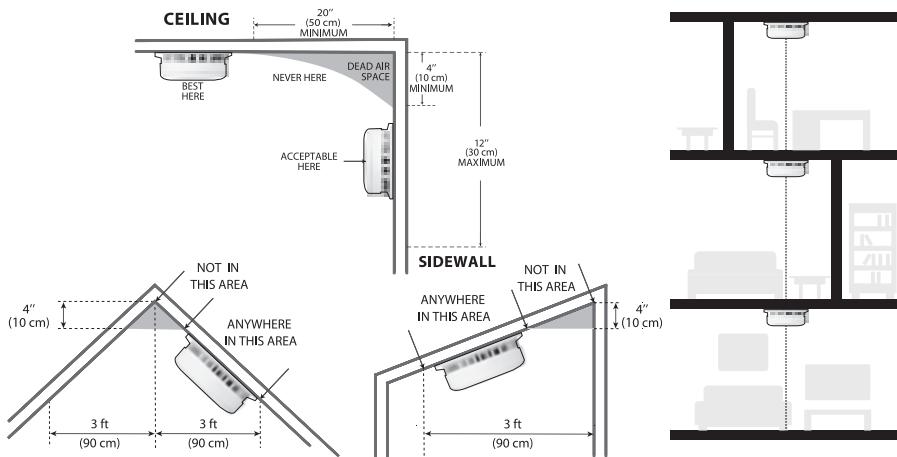 CEILING
20"
(50 cm)
MINIMUM
BEST
HERE
NEVER HERE
DEAD AIR
SPACE
4"
(10 cm)
MINIMUM
ACCEPTABLE
HERE
12"
(30 cm)
MAXIMUM
SIDEWALL
NOT IN
THIS AREA
4"
(10 cm)
ANYWHERE
IN THIS AREA
3 ft
(90 cm)
3 ft
(90 cm)
NOT IN
THIS AREA
ANYWHERE
IN THIS AREA
4"
(10 cm)
3 ft
(90 cm)